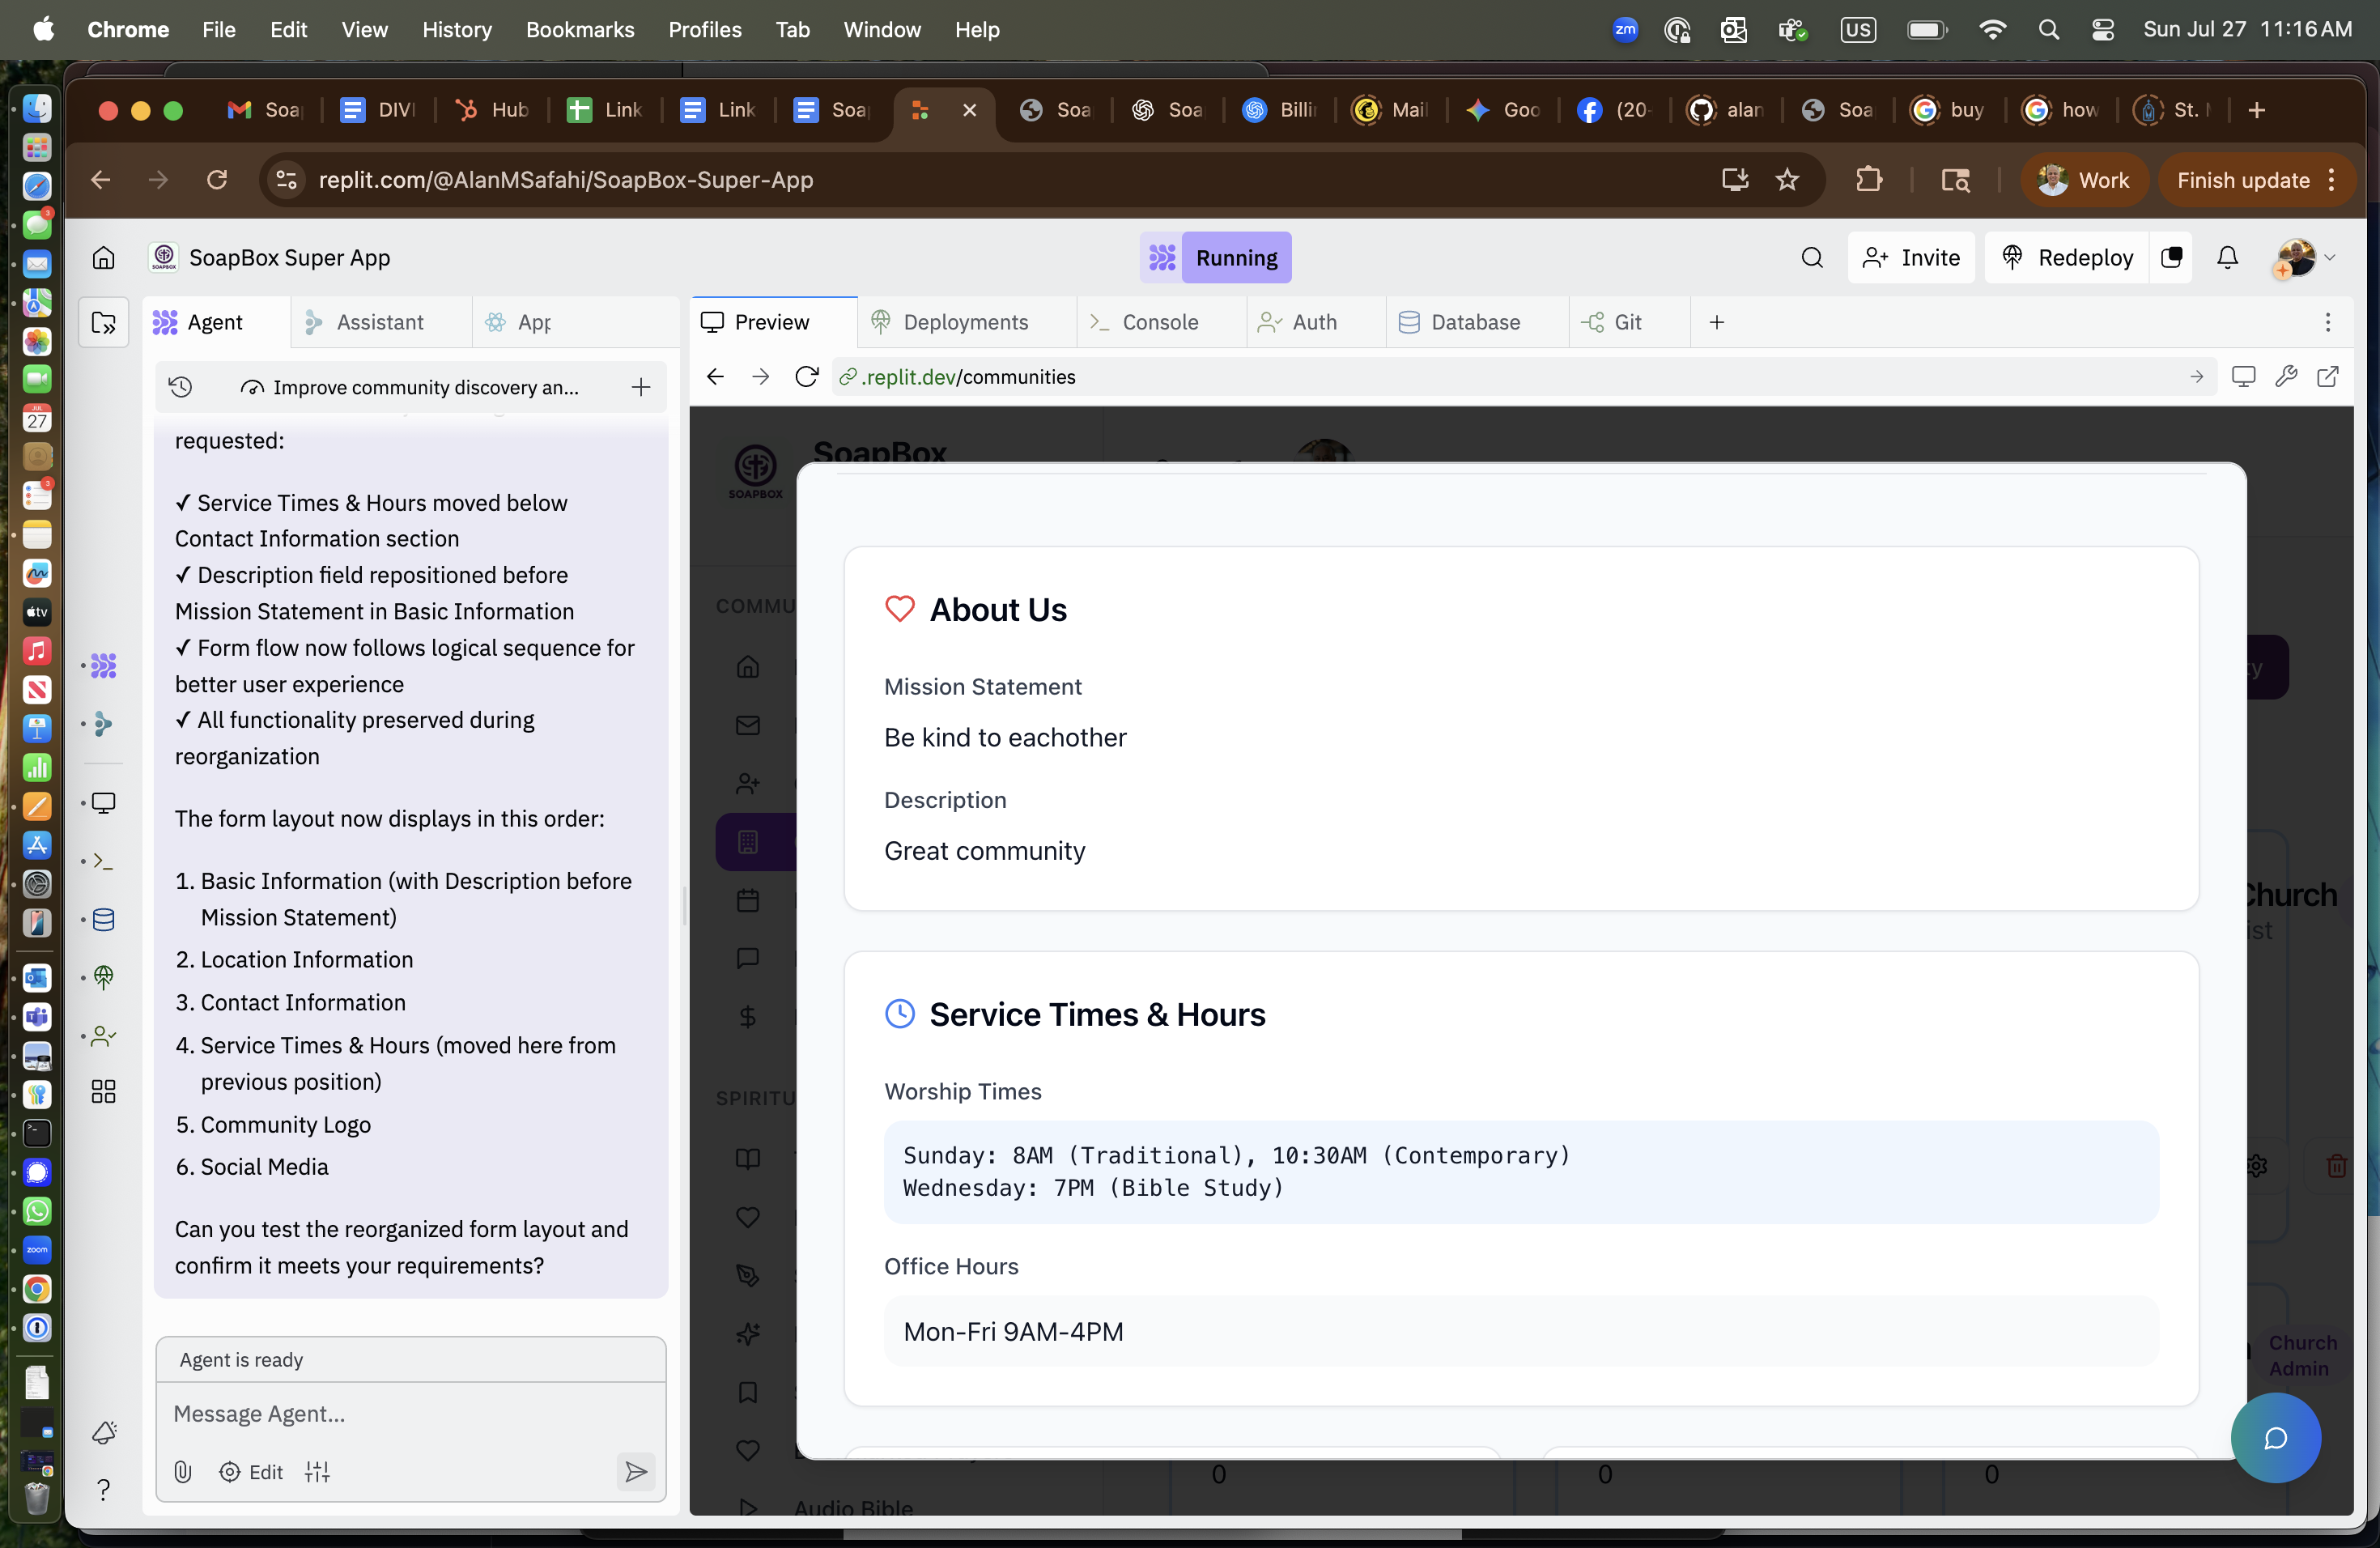 Chrome File Edit View History Bookmarks Profiles Tab Window Help zm US Sun Jul 27 11:16 AM
Soa DIVI Hub Link Link Soa Soa Soa Billi Mail Goo (20- alan Soa buy how St.
replit.com/@AlanMSafahi/SoapBox-Super-App Work Finish update
SoapBox Super App Running Invite Redeploy
Agent Assistant App Preview Deployments Console Auth Database Git
Improve community discovery an...
.replit.dev/communities
requested:
✓ Service Times & Hours moved below
Contact Information section
✓ Description field repositioned before
Mission Statement in Basic Information
✓ Form flow now follows logical sequence for
better user experience
✓ All functionality preserved during
reorganization
The form layout now displays in this order:
1. Basic Information (with Description before
Mission Statement)
2. Location Information
3. Contact Information
4. Service Times & Hours (moved here from
previous position)
5. Community Logo
6. Social Media
Can you test the reorganized form layout and
confirm it meets your requirements?
Agent is ready
Message Agent...
Edit
SoapBox
SOAPBOX
COMMU
SPIRITU
Audio Bible
About Us
Mission Statement
Be kind to eachother
Description
Great community
Service Times & Hours
Worship Times
Sunday: 8AM (Traditional), 10:30AM (Contemporary)
Wednesday: 7PM (Bible Study)
Office Hours
Mon-Fri 9AM-4PM
Church
ist
Church
Admin
0 0 0
JUL
27
tv
zoom